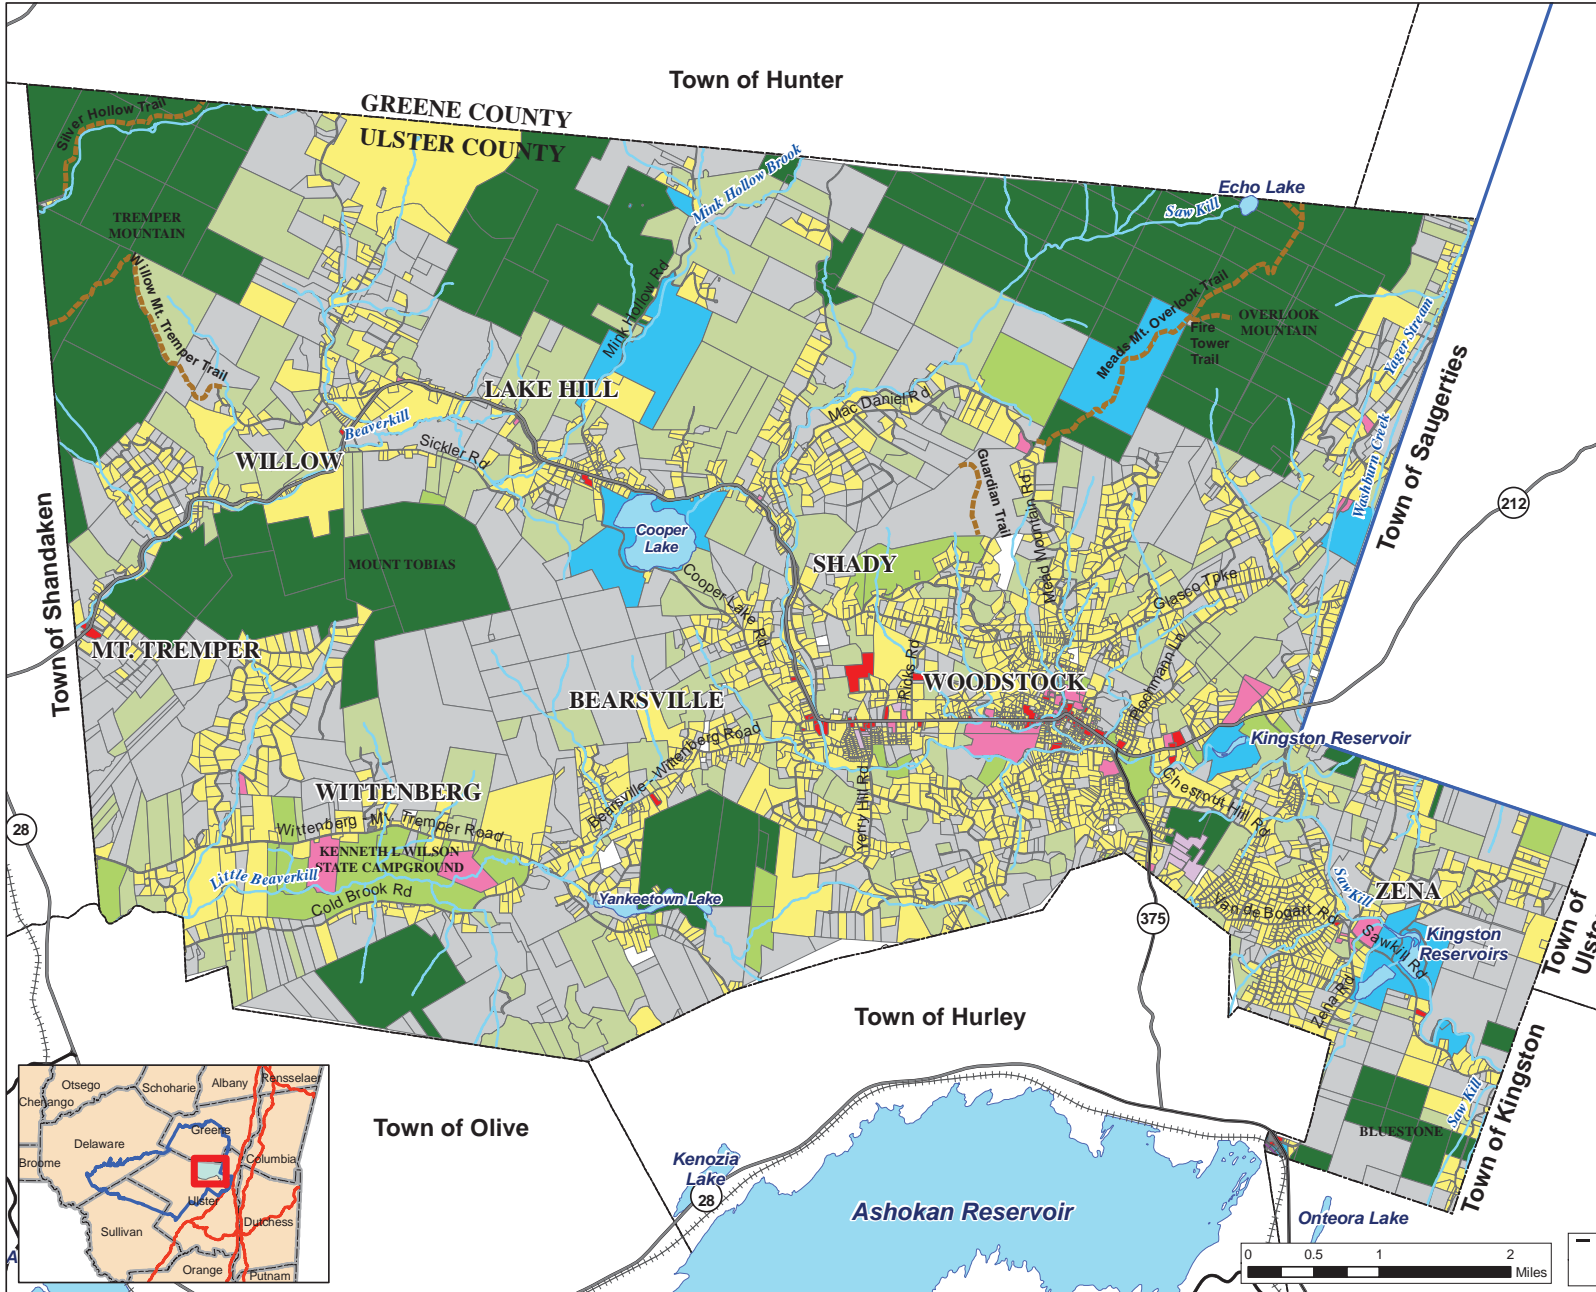 Town of Hunter
GREENE COUNTY
ULSTER COUNTY
Silver Hollow Trail
Mink Hollow Brook
Echo Lake
Saw Kill
TREMPER
MOUNTAIN
Willow Mt. Tremper Trail
Mink Hollow Rd
Meads Mt. Overlook Trail
Fire
Tower
Trail
OVERLOOK
MOUNTAIN
Yager Stream
Town of Saugerties
LAKE HILL
Mac Daniel Rd
Beaverkill
Sickler Rd
WILLOW
Guardian Trail
Mead Mountain Rd
Washburn Creek
212
Town of Shandaken
Cooper
Lake
MOUNT TOBIAS
SHADY
Cooper Lake Rd
Glasco Tpke
MT. TREMPER
Ricks Rd
WOODSTOCK
Plochmann Ln
BEARSVILLE
Kingston Reservoir
Bearsville - Wittenberg Road
WITTENBERG
Yerry Hill Rd
Chestnut Hill Rd
28
Wittenberg - Mt. Tremper Road
KENNETH L WILSON
STATE CAMPGROUND
Little Beaverkill
Cold Brook Rd
Yankeetown Lake
375
Saw Kill
ZENA
Van de Bogart Rd
Sawkill Rd
Kingston
Reservoirs
Zena Rd
Town of
Ulste
Town of Hurley
Saw Kill
BLUESTONE
Town of Kingston
Town of Olive
Kenozia
Lake
28
Ashokan Reservoir
Onteora Lake
Otsego
Schoharie
Albany
Rensselaer
Chenango
Delaware
Greene
Broome
Columbia
Ulster
Sullivan
Dutchess
Orange
Putnam
A
0 0.5 1 2
Miles